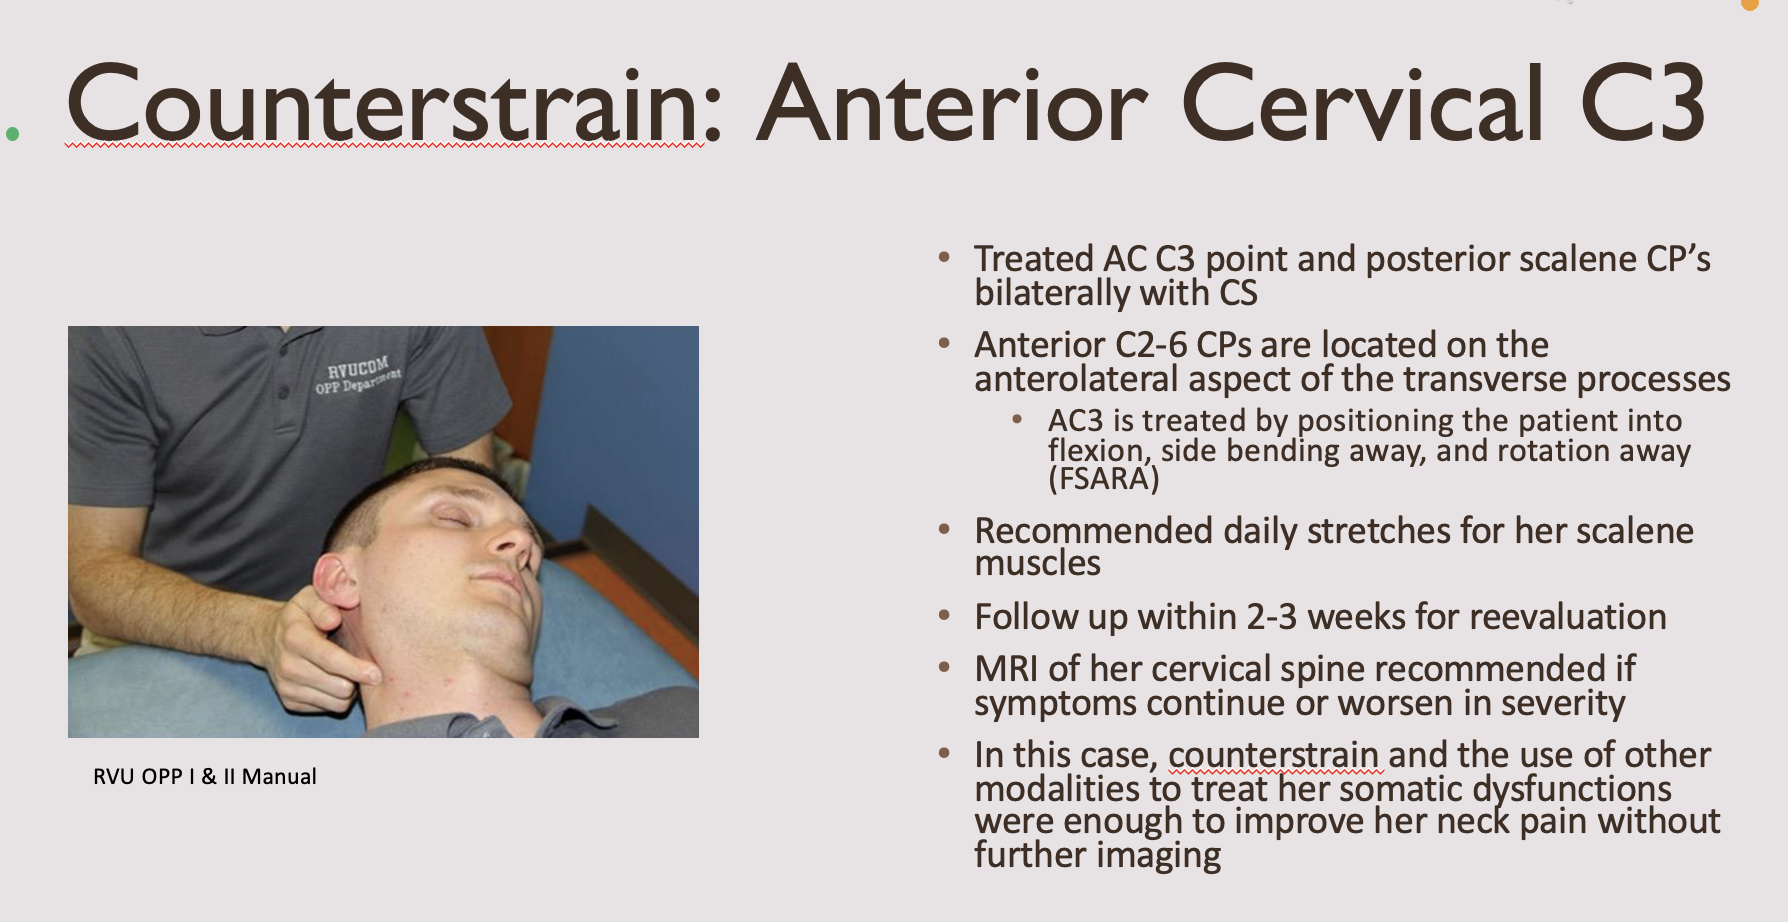 Counterstrain: Anterior Cervical C3
• Treated AC C3 point and posterior scalene CP’s
bilaterally with CS
• Anterior C2-6 CPs are located on the
anterolateral aspect of the transverse processes
• AC3 is treated by positioning the patient into
flexion, side bending away, and rotation away
(FSARA)
• Recommended daily stretches for her scalene
muscles
• Follow up within 2-3 weeks for reevaluation
• MRI of her cervical spine recommended if
symptoms continue or worsen in severity
• In this case, counterstrain and the use of other
modalities to treat her somatic dysfunctions
were enough to improve her neck pain without
further imaging
RVUCOM
OPP Department
RVU OPP I & II Manual